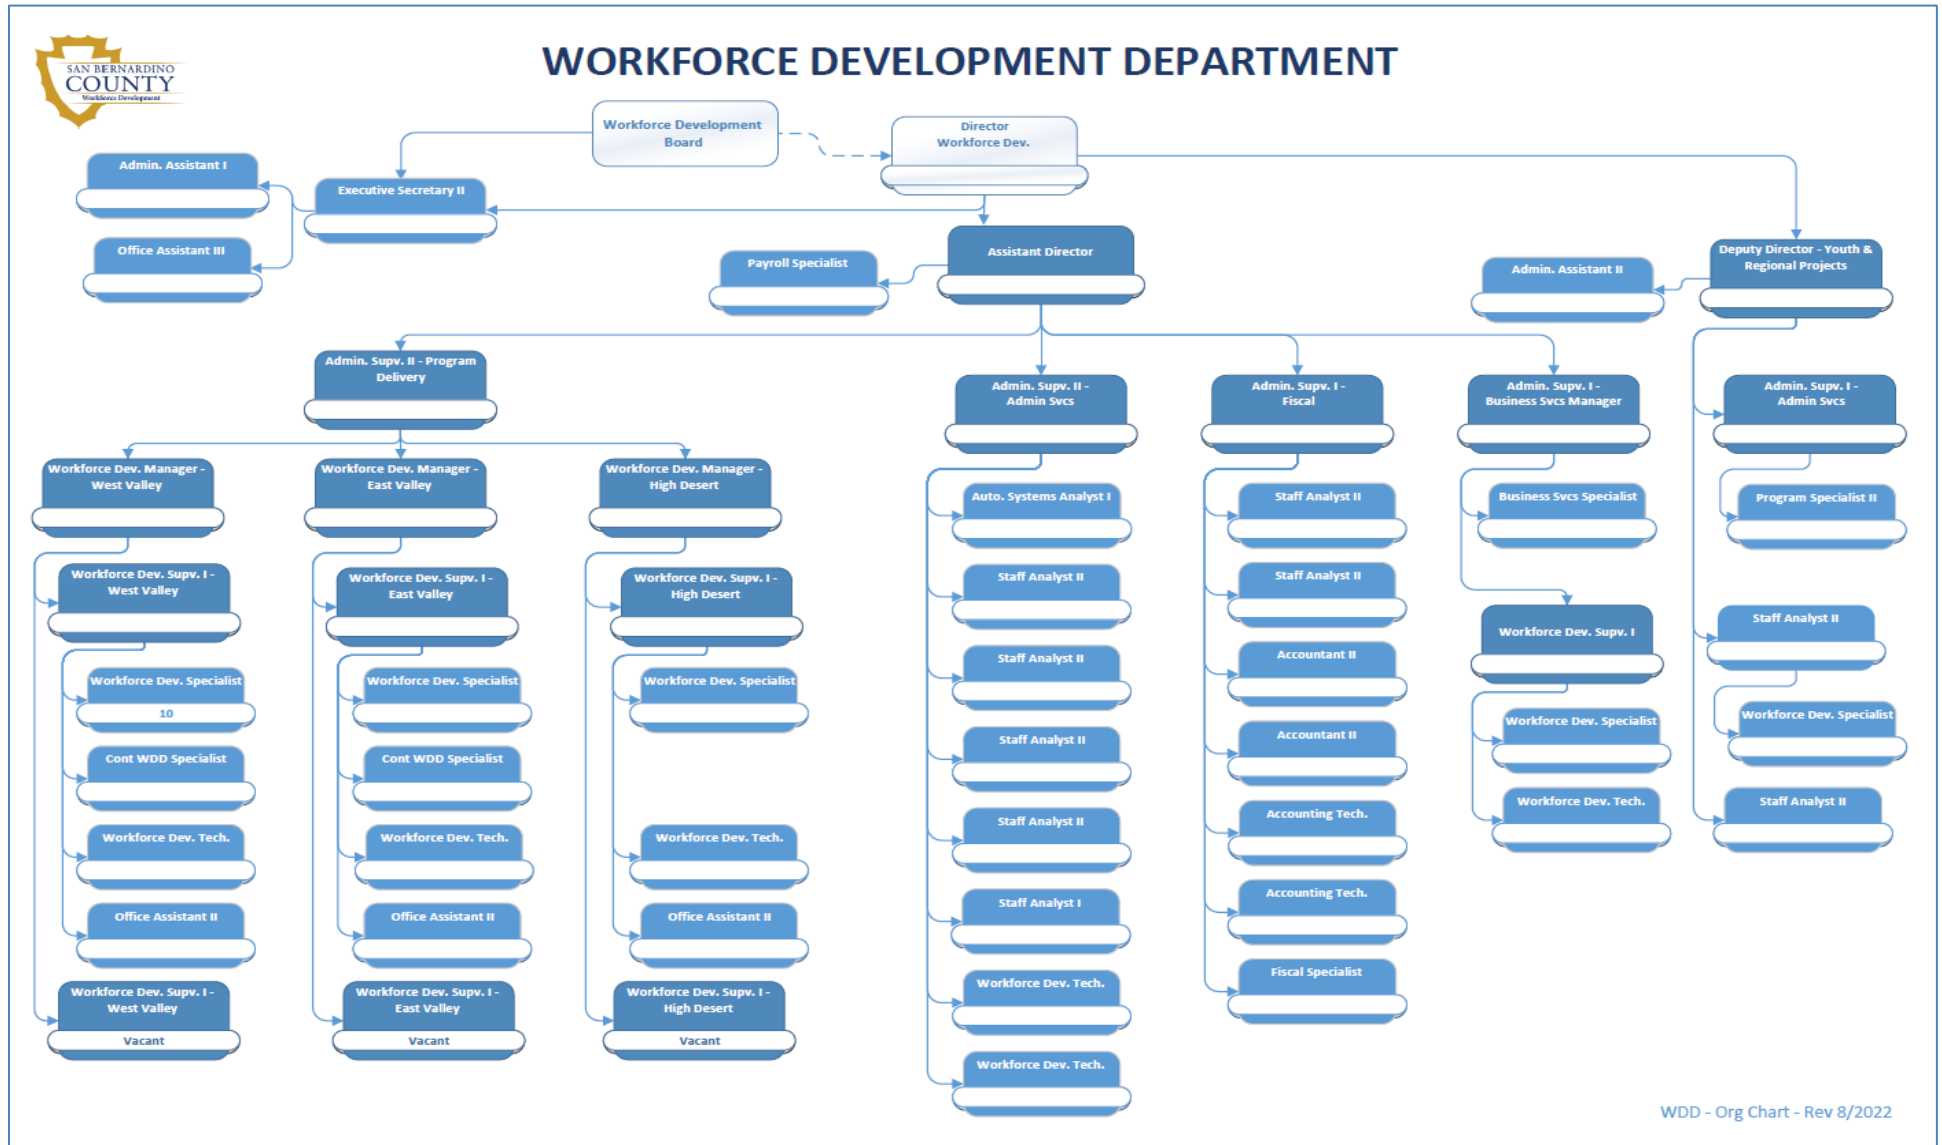 SAN BERNARDINO
COUNTY
Workforce Development
WORKFORCE DEVELOPMENT DEPARTMENT
Workforce Development
Board
Director
Workforce Dev.
Admin. Assistant I
Executive Secretary II
Office Assistant III
Payroll Specialist
Assistant Director
Admin. Assistant II
Deputy Director - Youth &
Regional Projects
Admin. Supv. II - Program
Delivery
Admin. Supv. II -
Admin Svcs
Admin. Supv. I -
Fiscal
Admin. Supv. I -
Business Svcs Manager
Admin. Supv. I -
Admin Svcs
Workforce Dev. Manager -
West Valley
Workforce Dev. Manager -
East Valley
Workforce Dev. Manager -
High Desert
Workforce Dev. Supv. I -
West Valley
Workforce Dev. Specialist
10
Cont WDD Specialist
Workforce Dev. Tech.
Office Assistant II
Workforce Dev. Supv. I -
West Valley
Vacant
Workforce Dev. Supv. I -
East Valley
Workforce Dev. Specialist
Cont WDD Specialist
Workforce Dev. Tech.
Office Assistant II
Workforce Dev. Supv. I -
East Valley
Vacant
Workforce Dev. Supv. I -
High Desert
Workforce Dev. Specialist
Workforce Dev. Tech.
Office Assistant II
Workforce Dev. Supv. I -
High Desert
Vacant
Auto. Systems Analyst I
Staff Analyst II
Staff Analyst II
Staff Analyst II
Staff Analyst II
Staff Analyst I
Workforce Dev. Tech.
Workforce Dev. Tech.
Staff Analyst II
Staff Analyst II
Accountant II
Accountant II
Accounting Tech.
Accounting Tech.
Fiscal Specialist
Business Svcs Specialist
Workforce Dev. Supv. I
Workforce Dev. Specialist
Workforce Dev. Tech.
Program Specialist II
Staff Analyst II
Workforce Dev. Specialist
Staff Analyst II
WDD - Org Chart - Rev 8/2022